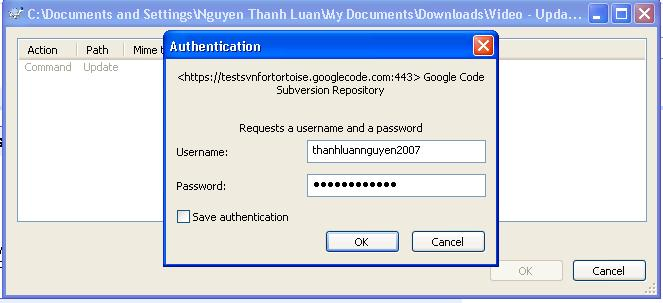 C:\Documents and Settings\Nguyen Thanh Luan\My Documents\Downloads\Video - Upda...
Action Path Mime
Command Update
Authentication
<https://testsvnfortortoise.googlecode.com:443> Google Code
Subversion Repository
Requests a username and a password
Username: thanhluannguyen2007
Password: ●●●●●●●●●●●●
Save authentication
OK Cancel
OK Cancel